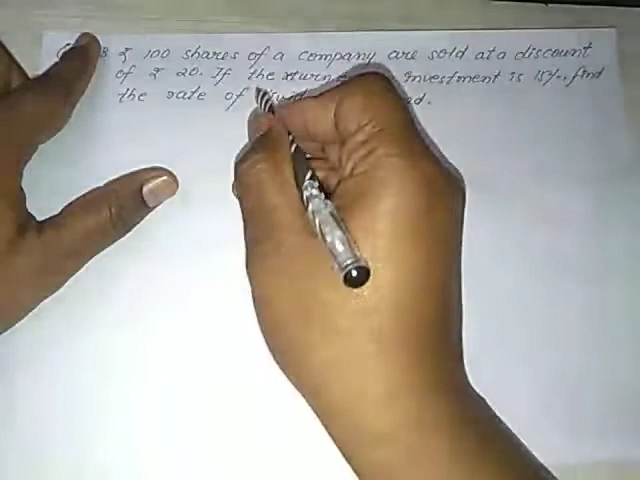 8 ₹ 100 shares of a company are sold at a discount
of ₹ 20. If the return investment is 15%, find
the rate of